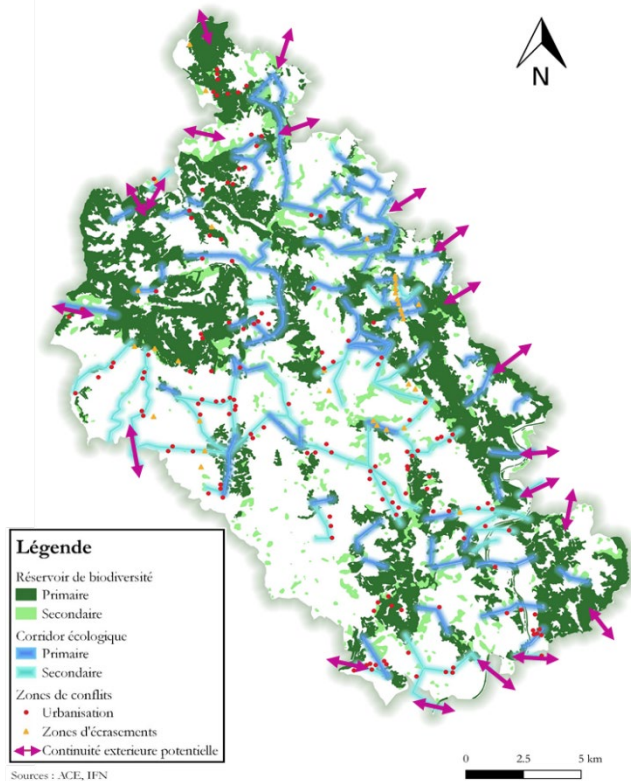 N
Légende
Réservoir de biodiversité
Primaire
Secondaire
Corridor écologique
Primaire
Secondaire
Zones de conflits
Urbanisation
Zones d'écrasements
Continuité exterieure potentielle
0 2.5 5 km
Sources : ACE, IFN